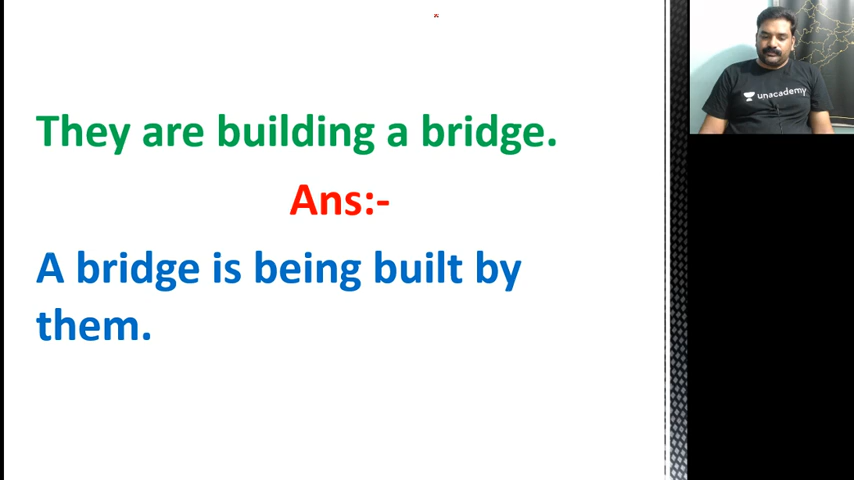 They are building a bridge.
Ans:-
A bridge is being built by
them.
unacademy